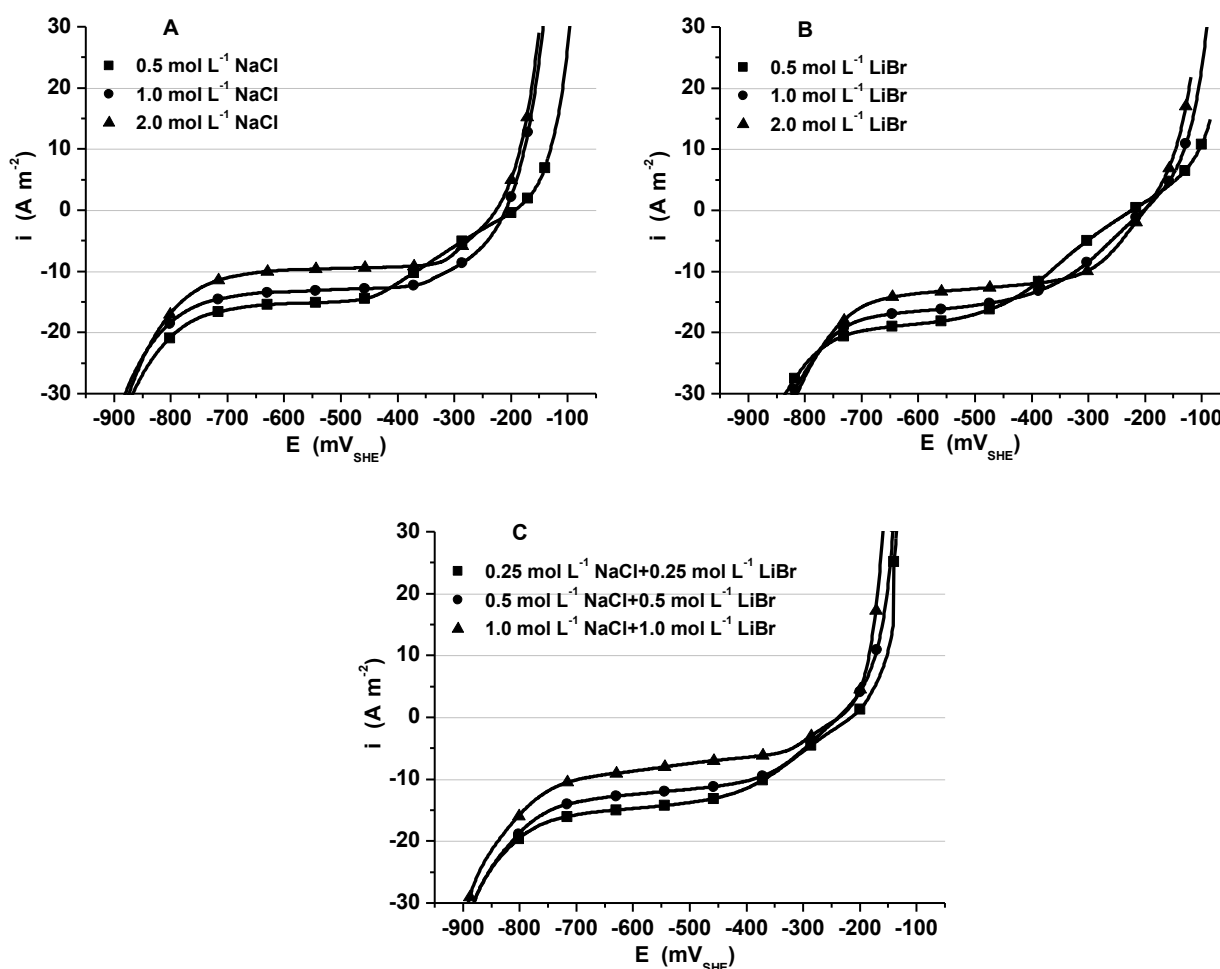 A
0.5 mol L⁻¹ NaCl
1.0 mol L⁻¹ NaCl
2.0 mol L⁻¹ NaCl
30
20
10
0
-10
-20
-30
i (A m⁻²)
-900 -800 -700 -600 -500 -400 -300 -200 -100
E (mV_SHE)
B
0.5 mol L⁻¹ LiBr
1.0 mol L⁻¹ LiBr
2.0 mol L⁻¹ LiBr
30
20
10
0
-10
-20
-30
i (A m⁻²)
-900 -800 -700 -600 -500 -400 -300 -200 -100
E (mV_SHE)
C
0.25 mol L⁻¹ NaCl+0.25 mol L⁻¹ LiBr
0.5 mol L⁻¹ NaCl+0.5 mol L⁻¹ LiBr
1.0 mol L⁻¹ NaCl+1.0 mol L⁻¹ LiBr
30
20
10
0
-10
-20
-30
i (A m⁻²)
-900 -800 -700 -600 -500 -400 -300 -200 -100
E (mV_SHE)